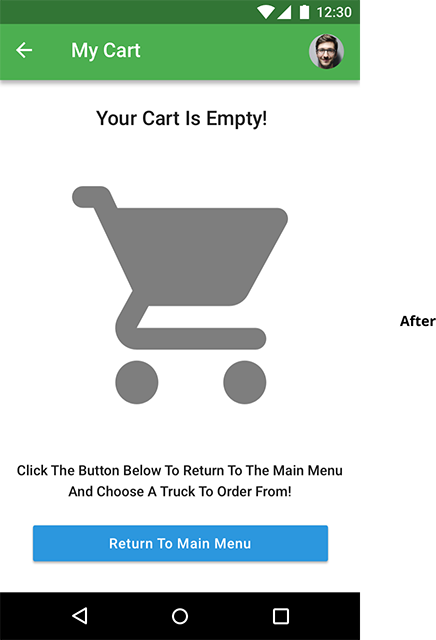 12:30
My Cart
Your Cart Is Empty!
After
Click The Button Below To Return To The Main Menu
And Choose A Truck To Order From!
Return To Main Menu